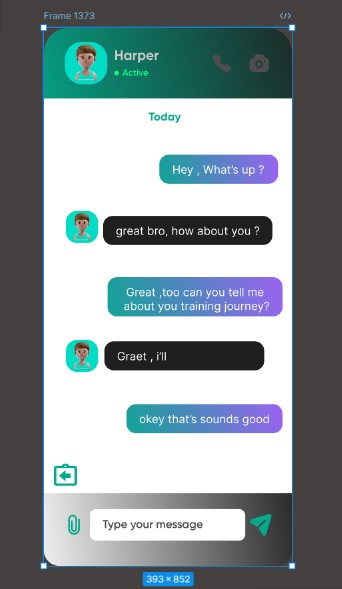 Frame 1373
</>
Harper
Active
Today
Hey , What's up ?
great bro, how about you ?
Great ,too can you tell me
about you training journey?
Graet , i'll
okey that's sounds good
Type your message
393 × 852